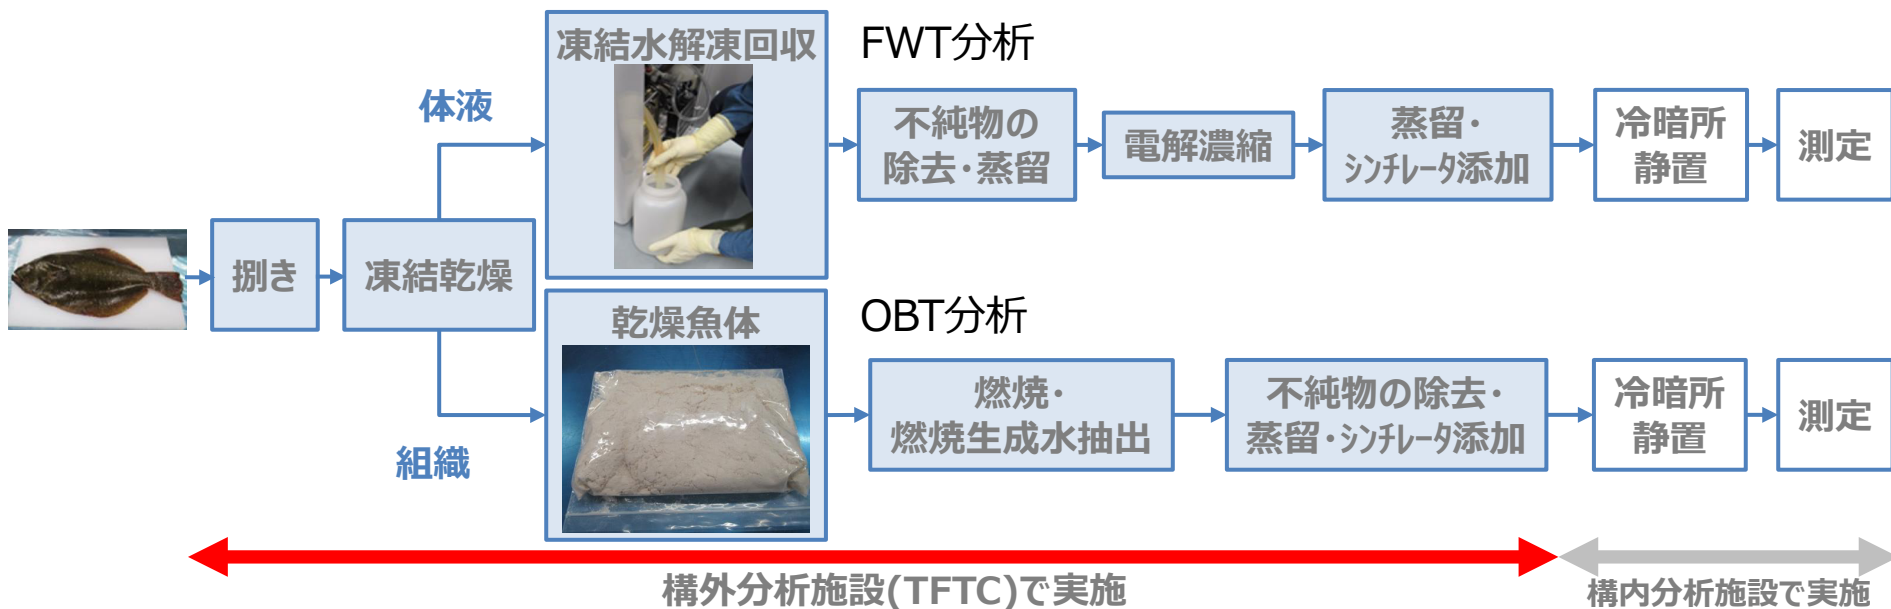 凍結水解凍回収
FWT分析
体液
不純物の
除去・蒸留
電解濃縮
蒸留・
シンチレータ添加
冷暗所
静置
測定
捌き
凍結乾燥
乾燥魚体
OBT分析
組織
燃焼・
燃焼生成水抽出
不純物の除去・
蒸留・シンチレータ添加
冷暗所
静置
測定
構外分析施設(TFTC)で実施
構内分析施設で実施